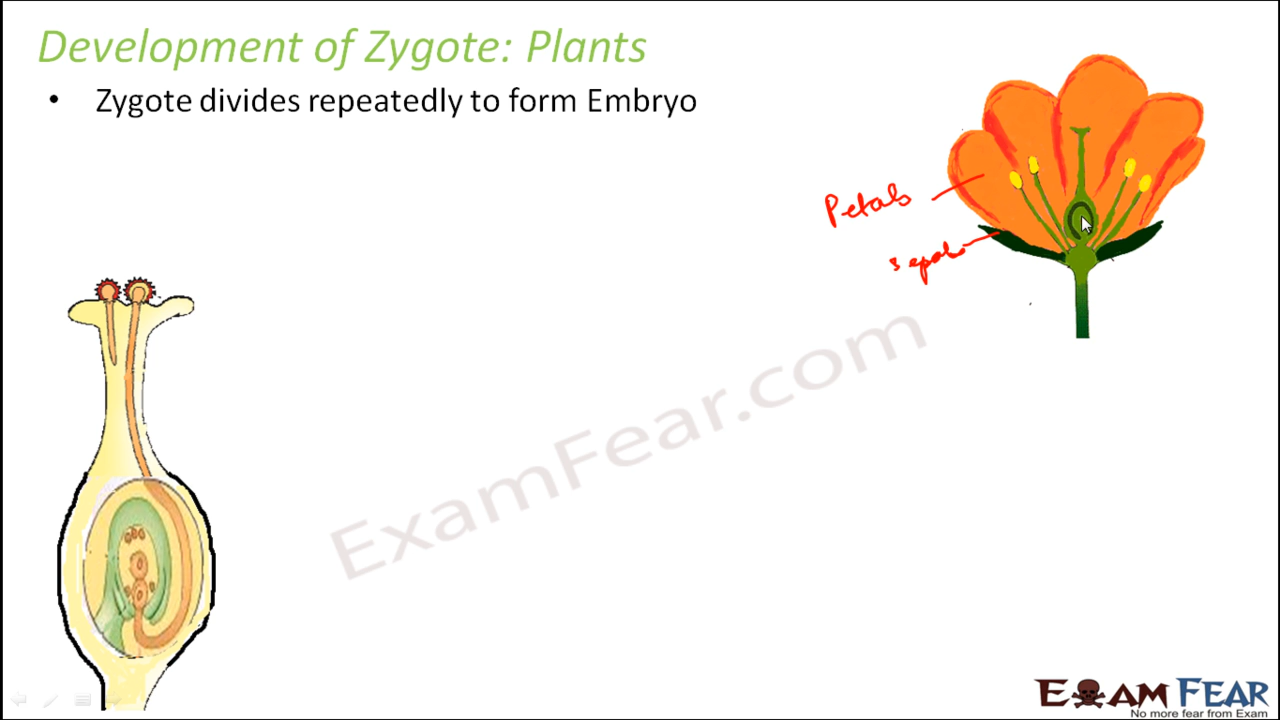 Development of Zygote: Plants
• Zygote divides repeatedly to form Embryo
Petals
sepals
ExamFear.com
EXAM FEAR
No more fear from Exam